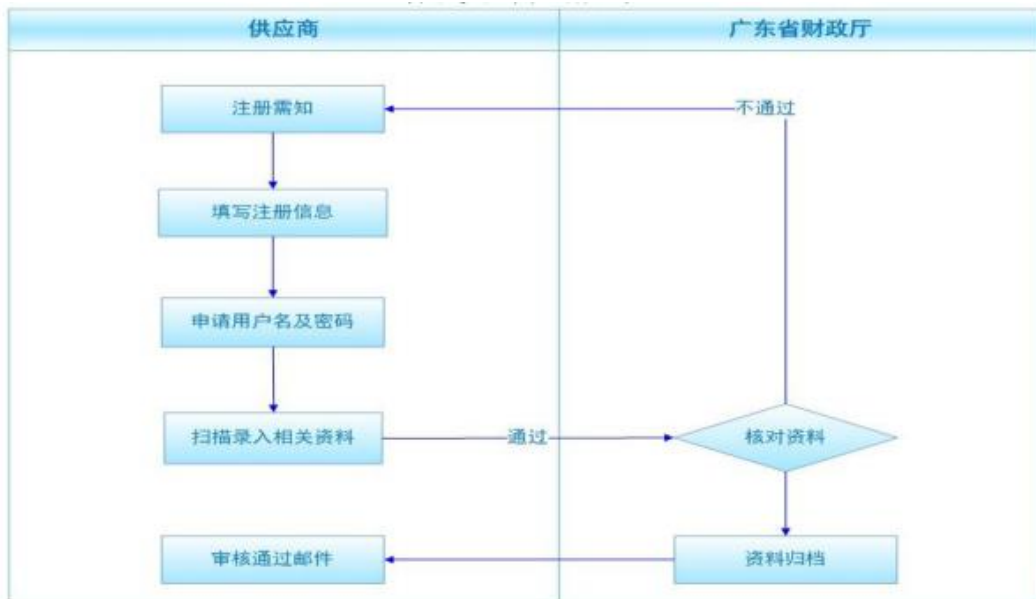 供应商
广东省财政厅
注册需知
不通过
填写注册信息
申请用户名及密码
扫描录入相关资料
通过
核对资料
审核通过邮件
资料归档